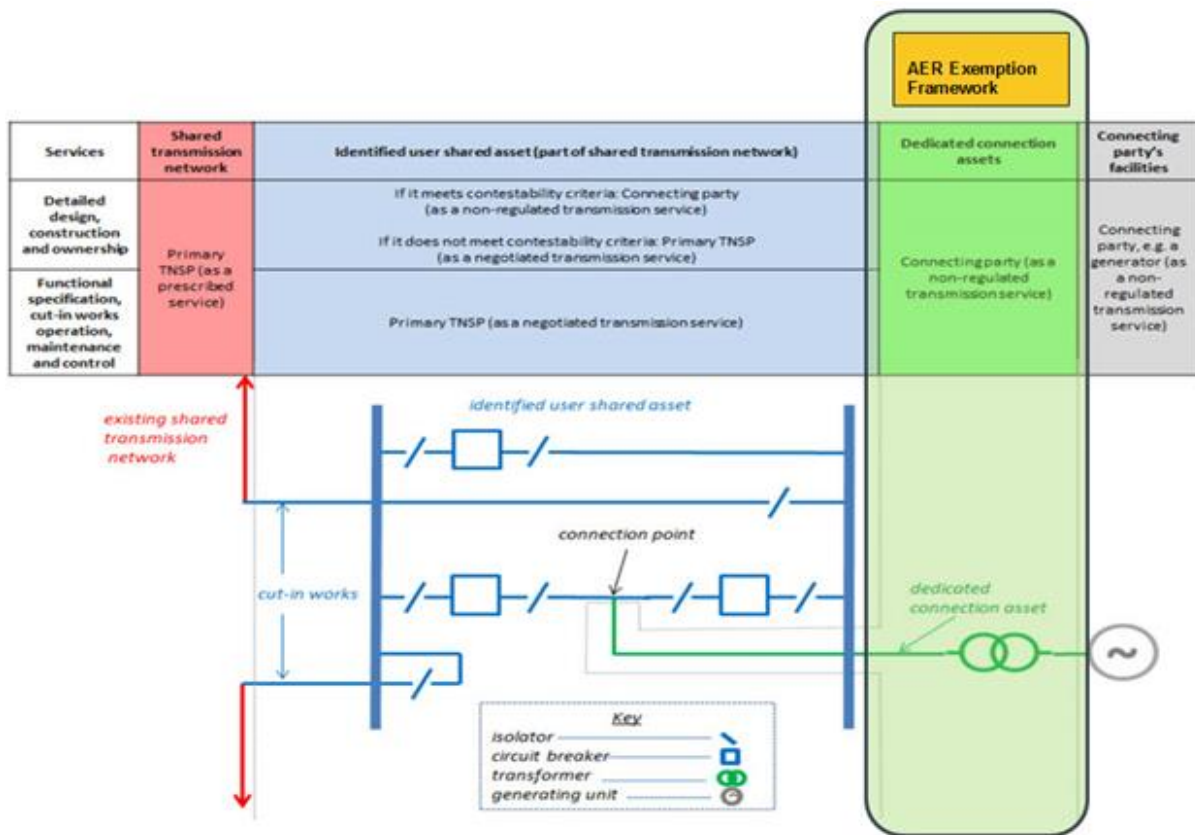 AER Exemption
Framework
Services
Shared
transmission
network
Identified user shared asset (part of shared transmission network)
Dedicated connection
assets
Connecting
party's
facilities
Detailed
design,
construction
and ownership
Primary
TNSP (as a
prescribed
service)
If it meets contestability criteria: Connecting party
(as a non-regulated transmission service)
If it does not meet contestability criteria: Primary TNSP
(as a negotiated transmission service)
Connecting party (as a
non-regulated
transmission service)
Connecting
party, e.g. a
generator (as
a non-
regulated
transmission
service)
Functional
specification,
cut-in works
operation,
maintenance
and control
Primary TNSP (as a negotiated transmission service)
existing shared
transmission
network
identified user shared asset
connection point
cut-in works
dedicated
connection asset
~
Key
isolator
circuit breaker
transformer
generating unit